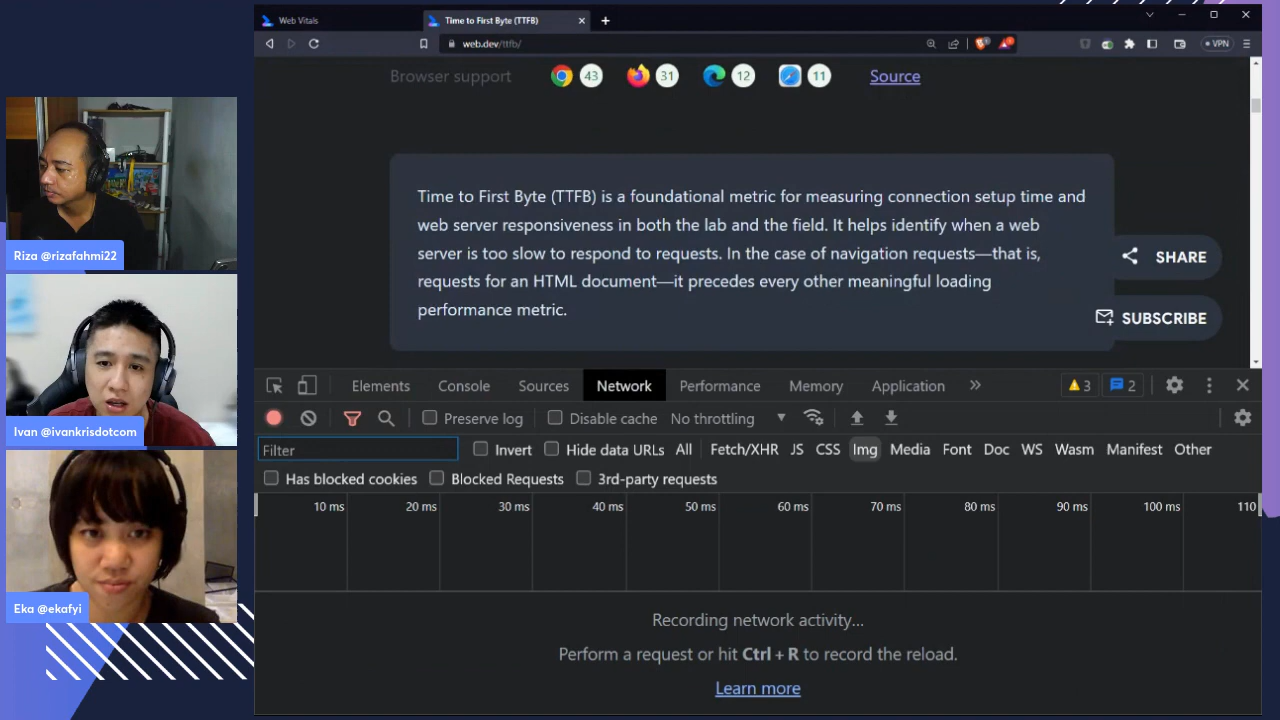 Web Vitals
Time to First Byte (TTFB)
web.dev/ttfb/
VPN
Browser support
43
31
12
11
Source
Time to First Byte (TTFB) is a foundational metric for measuring connection setup time and
web server responsiveness in both the lab and the field. It helps identify when a web
server is too slow to respond to requests. In the case of navigation requests—that is,
requests for an HTML document—it precedes every other meaningful loading
performance metric.
SHARE
SUBSCRIBE
Riza @rizafahmi22
Ivan @ivankrisdotcom
Eka @ekafyi
Elements Console Sources Network Performance Memory Application » 3 2
Preserve log Disable cache No throttling
Filter Invert Hide data URLs All Fetch/XHR JS CSS Img Media Font Doc WS Wasm Manifest Other
Has blocked cookies Blocked Requests 3rd-party requests
10 ms 20 ms 30 ms 40 ms 50 ms 60 ms 70 ms 80 ms 90 ms 100 ms 110
Recording network activity…
Perform a request or hit Ctrl + R to record the reload.
Learn more